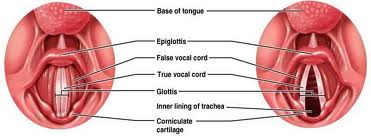 Base of tongue
Epiglottis
False vocal cord
True vocal cord
Glottis
Inner lining of trachea
Corniculate
cartilage